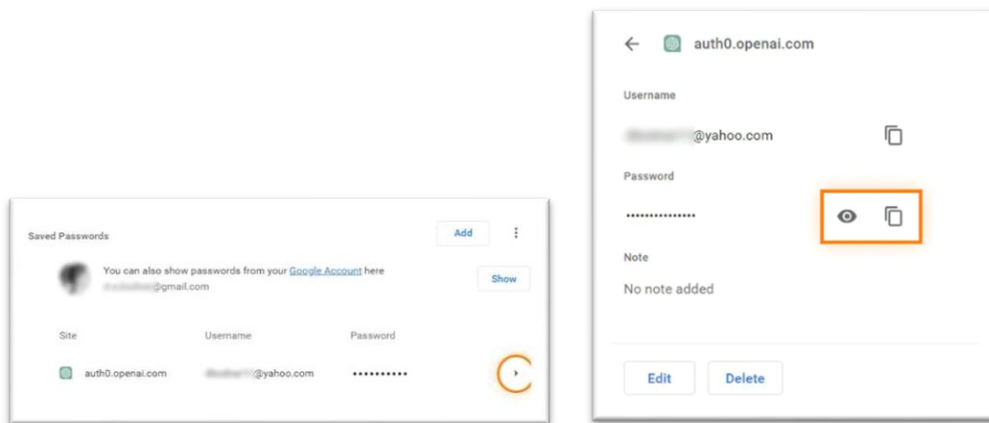 Saved Passwords
Add
You can also show passwords from your Google Account here
@gmail.com
Show
Site Username Password
auth0.openai.com @yahoo.com ••••••••••
auth0.openai.com
Username
@yahoo.com
Password
•••••••••••••••
Note
No note added
Edit Delete